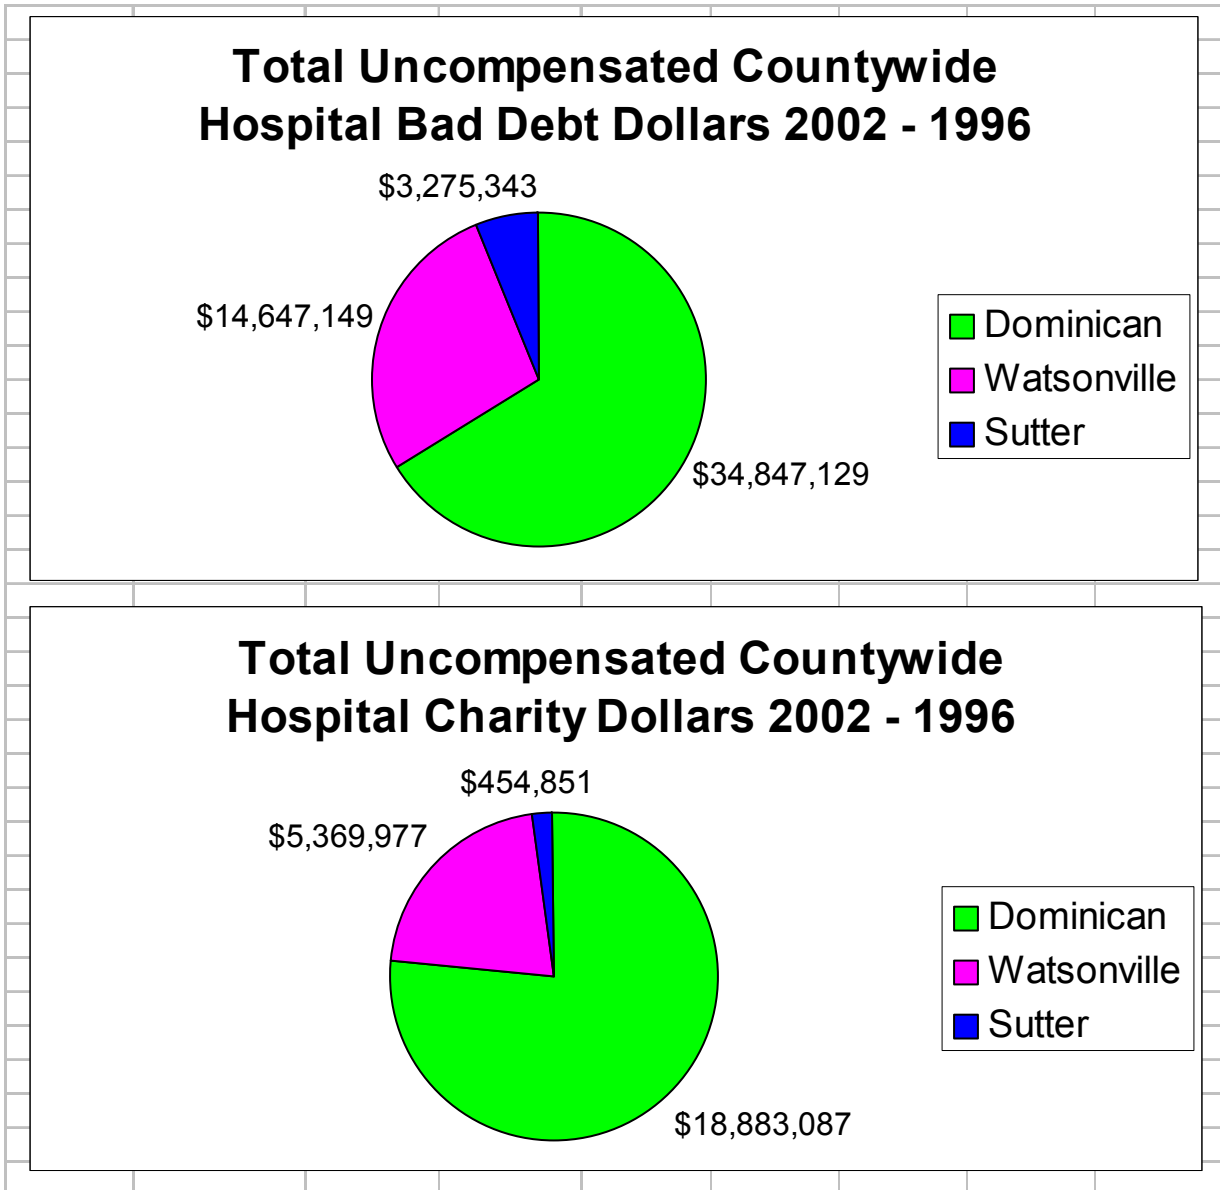 Total Uncompensated Countywide
Hospital Bad Debt Dollars 2002 - 1996
$3,275,343
$14,647,149
$34,847,129
Dominican
Watsonville
Sutter
Total Uncompensated Countywide
Hospital Charity Dollars 2002 - 1996
$454,851
$5,369,977
$18,883,087
Dominican
Watsonville
Sutter